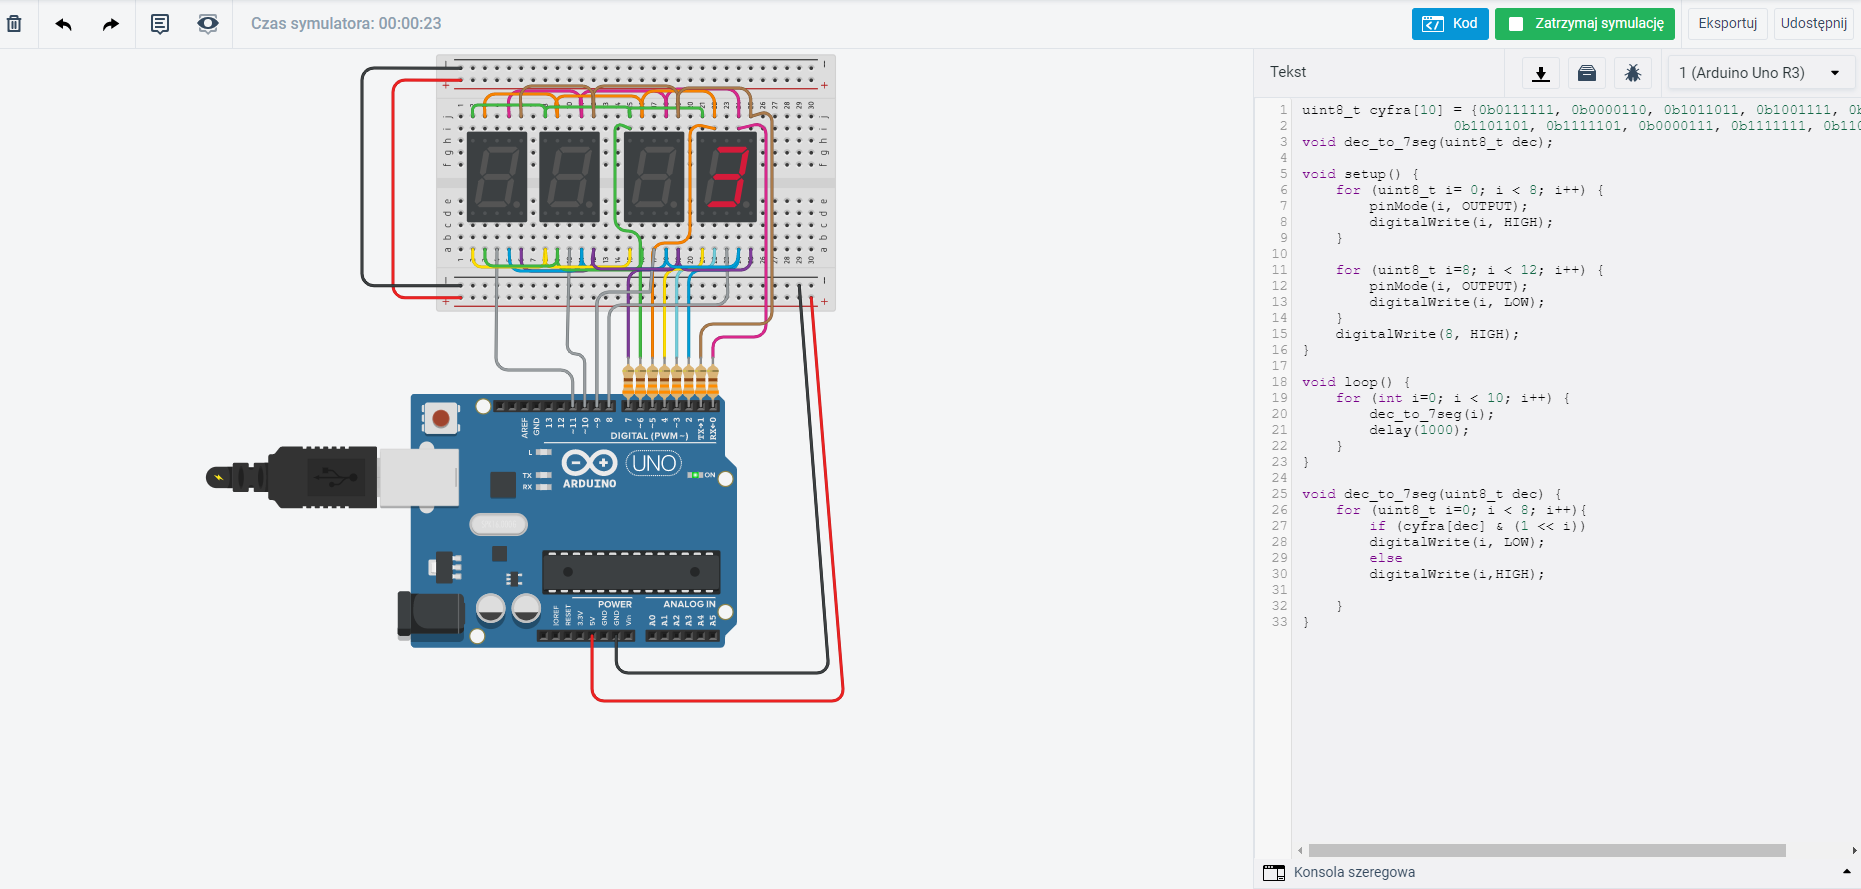 Czas symulatora: 00:00:23
Kod
Zatrzymaj symulację
Eksportuj
Udostępnij
Tekst
1 (Arduino Uno R3)
1 uint8_t cyfra[10] = {0b0111111, 0b0000110, 0b1011011, 0b1001111, 0b
2 0b1101101, 0b1111101, 0b0000111, 0b1111111, 0b110
3 void dec_to_7seg(uint8_t dec);
4
5 void setup() {
6 for (uint8_t i= 0; i < 8; i++) {
7 pinMode(i, OUTPUT);
8 digitalWrite(i, HIGH);
9 }
10
11 for (uint8_t i=8; i < 12; i++) {
12 pinMode(i, OUTPUT);
13 digitalWrite(i, LOW);
14 }
15 digitalWrite(8, HIGH);
16 }
17
18 void loop() {
19 for (int i=0; i < 10; i++) {
20 dec_to_7seg(i);
21 delay(1000);
22 }
23 }
24
25 void dec_to_7seg(uint8_t dec) {
26 for (uint8_t i=0; i < 8; i++){
27 if (cyfra[dec] & (1 << i))
28 digitalWrite(i, LOW);
29 else
30 digitalWrite(i,HIGH);
31
32 }
33 }
Konsola szeregowa
3
AREF
GND
13
12
~11
~10
~9
8
7
~6
~5
4
~3
2
TX→1
RX←0
DIGITAL (PWM~)
L
TX
RX
UNO
ARDUINO
ON
POWER
ANALOG IN
IOREF
RESET
3.3V
5V
GND
GND
Vin
A0
A1
A2
A3
A4
A5